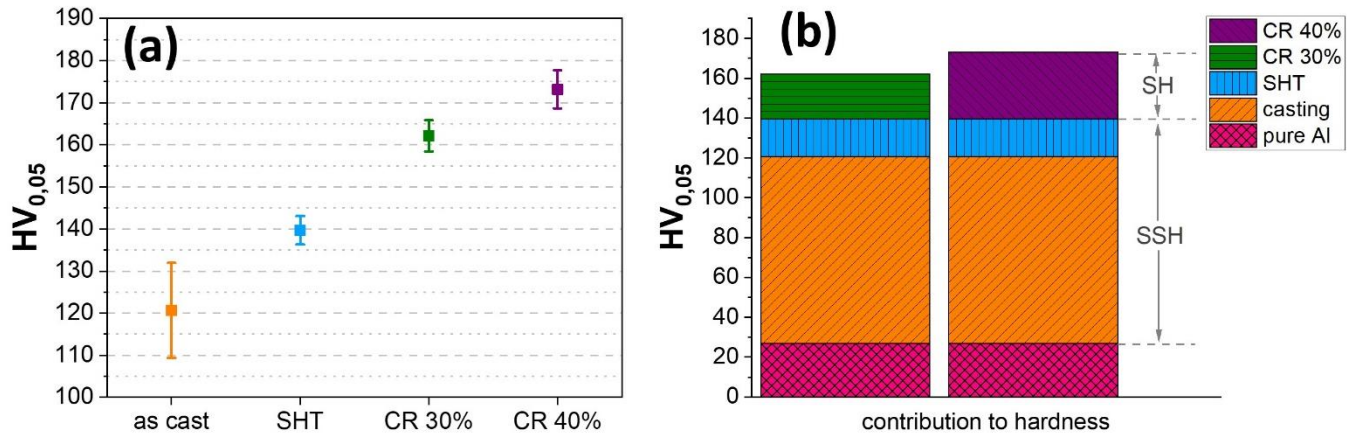 (a)
HV0,05
190
180
170
160
150
140
130
120
110
100
as cast SHT CR 30% CR 40%
(b)
HV0,05
180
160
140
120
100
80
60
40
20
0
contribution to hardness
SH
SSH
CR 40%
CR 30%
SHT
casting
pure Al